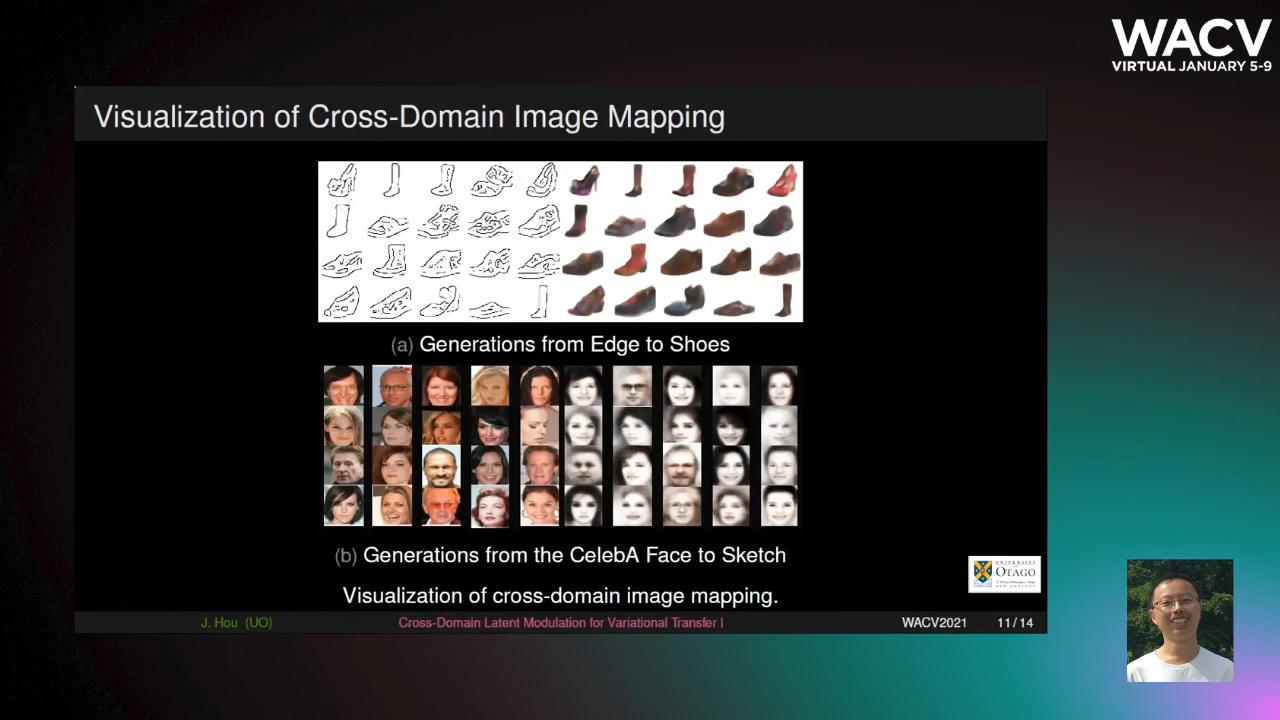 WACV
VIRTUAL JANUARY 5-9
Visualization of Cross-Domain Image Mapping
(a) Generations from Edge to Shoes
(b) Generations from the CelebA Face to Sketch
Visualization of cross-domain image mapping.
UNIVERSITY
OTAGO
NEW ZEALAND
J. Hou (UO)
Cross-Domain Latent Modulation for Variational Transfer l
WACV2021
11 / 14